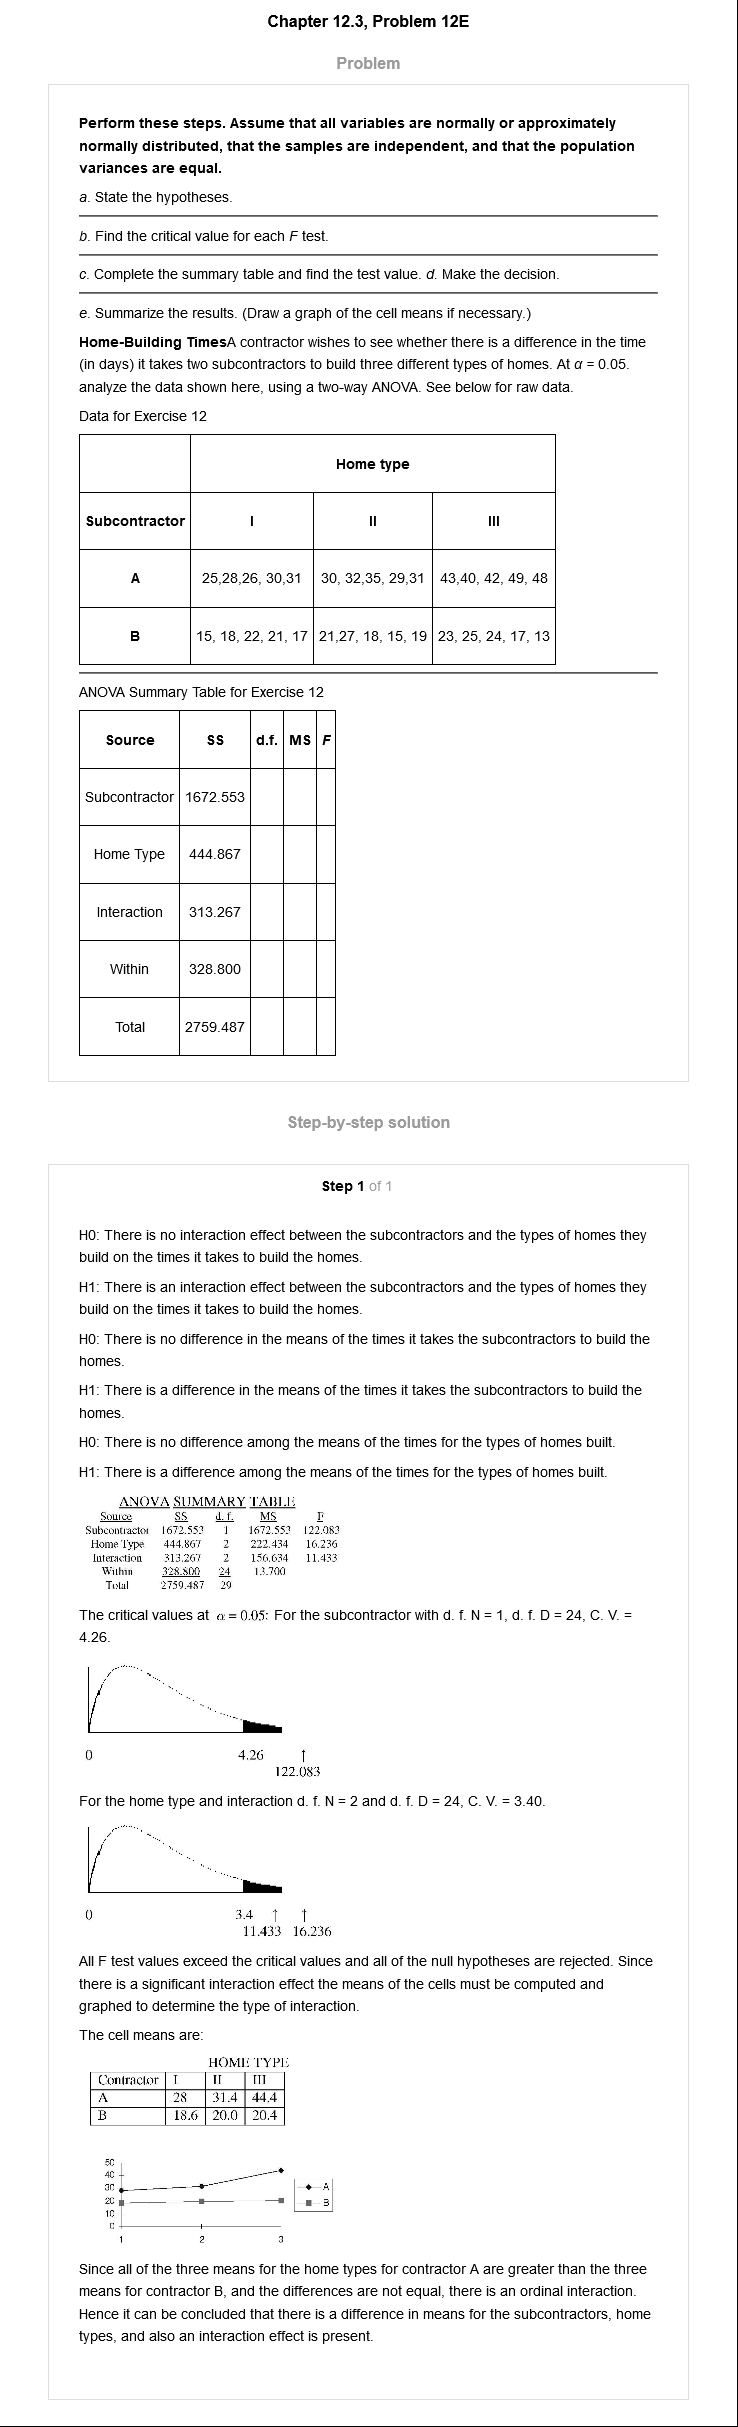 Chapter 12.3, Problem 12E
Problem
Perform these steps. Assume that all variables are normally or approximately
normally distributed, that the samples are independent, and that the population
variances are equal.
a. State the hypotheses.
b. Find the critical value for each F test.
c. Complete the summary table and find the test value. d. Make the decision.
e. Summarize the results. (Draw a graph of the cell means if necessary.)
Home-Building TimesA contractor wishes to see whether there is a difference in the time
(in days) it takes two subcontractors to build three different types of homes. At α = 0.05.
analyze the data shown here, using a two-way ANOVA. See below for raw data.
Data for Exercise 12
Home type
Subcontractor I II III
A 25,28,26, 30,31 30, 32,35, 29,31 43,40, 42, 49, 48
B 15, 18, 22, 21, 17 21,27, 18, 15, 19 23, 25, 24, 17, 13
ANOVA Summary Table for Exercise 12
Source SS d.f. MS F
Subcontractor 1672.553
Home Type 444.867
Interaction 313.267
Within 328.800
Total 2759.487
Step-by-step solution
Step 1 of 1
H0: There is no interaction effect between the subcontractors and the types of homes they
build on the times it takes to build the homes.
H1: There is an interaction effect between the subcontractors and the types of homes they
build on the times it takes to build the homes.
H0: There is no difference in the means of the times it takes the subcontractors to build the
homes.
H1: There is a difference in the means of the times it takes the subcontractors to build the
homes.
H0: There is no difference among the means of the times for the types of homes built.
H1: There is a difference among the means of the times for the types of homes built.
ANOVA SUMMARY TABLE
Source SS d. f. MS F
Subcontractor 1672.553 1 1672.553 122.083
Home Type 444.867 2 222.434 16.236
Interaction 313.267 2 156.634 11.433
Within 328.800 24 13.700
Total 2759.487 29
The critical values at α = 0.05: For the subcontractor with d. f. N = 1, d. f. D = 24, C. V. =
4.26.
0 4.26 ↑
122.083
For the home type and interaction d. f. N = 2 and d. f. D = 24, C. V. = 3.40.
0 3.4 ↑ ↑
11.433 16.236
All F test values exceed the critical values and all of the null hypotheses are rejected. Since
there is a significant interaction effect the means of the cells must be computed and
graphed to determine the type of interaction.
The cell means are:
HOME TYPE
Contractor I II III
A 28 31.4 44.4
B 18.6 20.0 20.4
50
40
30
20
10
0
1 2 3
A
B
Since all of the three means for the home types for contractor A are greater than the three
means for contractor B, and the differences are not equal, there is an ordinal interaction.
Hence it can be concluded that there is a difference in means for the subcontractors, home
types, and also an interaction effect is present.